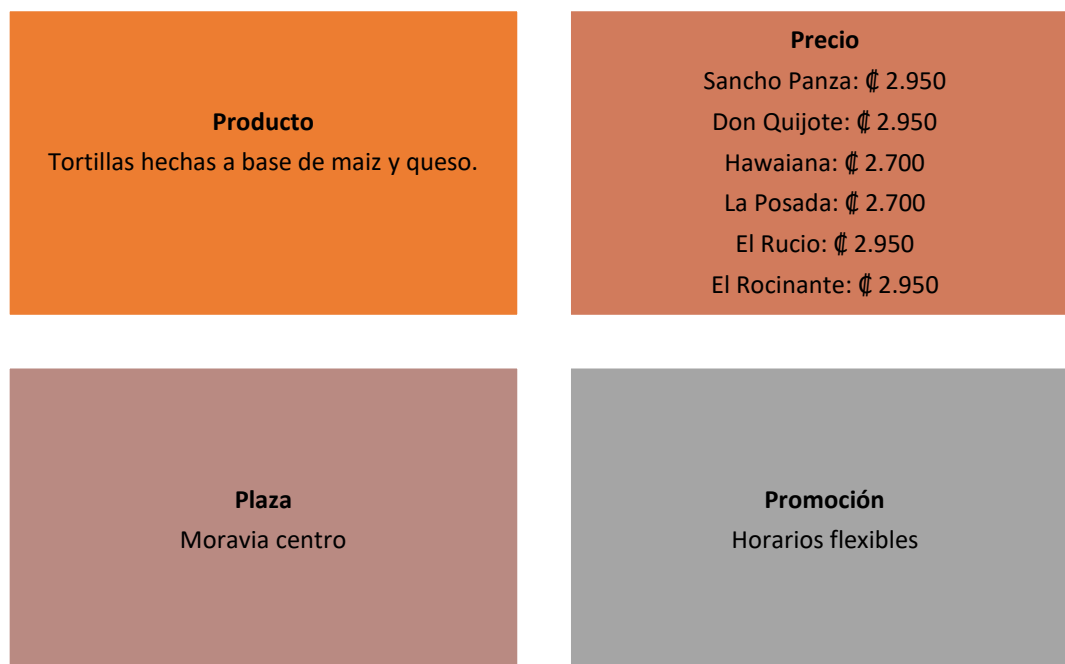 Producto
Tortillas hechas a base de maiz y queso.
Precio
Sancho Panza: ₡ 2.950
Don Quijote: ₡ 2.950
Hawaiana: ₡ 2.700
La Posada: ₡ 2.700
El Rucio: ₡ 2.950
El Rocinante: ₡ 2.950
Plaza
Moravia centro
Promoción
Horarios flexibles